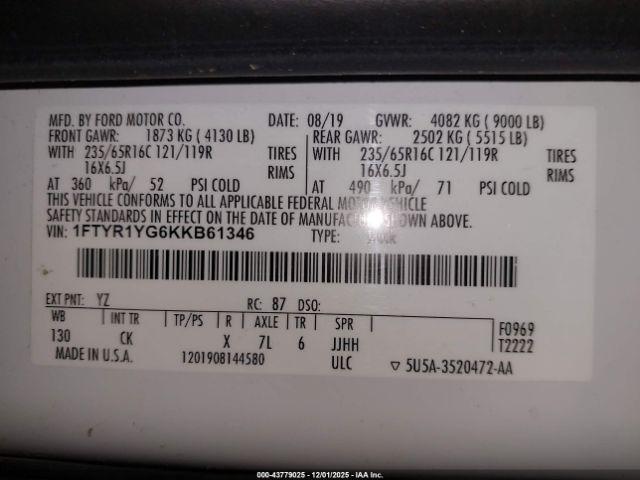 MFD. BY FORD MOTOR CO. DATE: 08/19 GVWR: 4082 KG ( 9000 LB)
FRONT GAWR: 1873 KG ( 4130 LB) REAR GAWR: 2502 KG ( 5515 LB)
WITH 235/65R16C 121/119R TIRES WITH 235/65R16C 121/119R TIRES
16X6.5J RIMS 16X6.5J RIMS
AT 360 kPa/ 52 PSI COLD AT 490 kPa/ 71 PSI COLD
THIS VEHICLE CONFORMS TO ALL APPLICABLE FEDERAL MOTOR VEHICLE
SAFETY STANDARDS IN EFFECT ON THE DATE OF MANUFACTURE SHOWN ABOVE.
VIN: 1FTYR1YG6KKB61346 TYPE:
EXT PNT: YZ RC: 87 DSO:
WB INT TR TP/PS R AXLE TR SPR F0969
130 CK X 7L 6 JJHH T2222
MADE IN U.S.A. 1201908144580 ULC ▽ 5U5A-3520472-AA
000-43779025 - 12/01/2025 - IAA Inc.